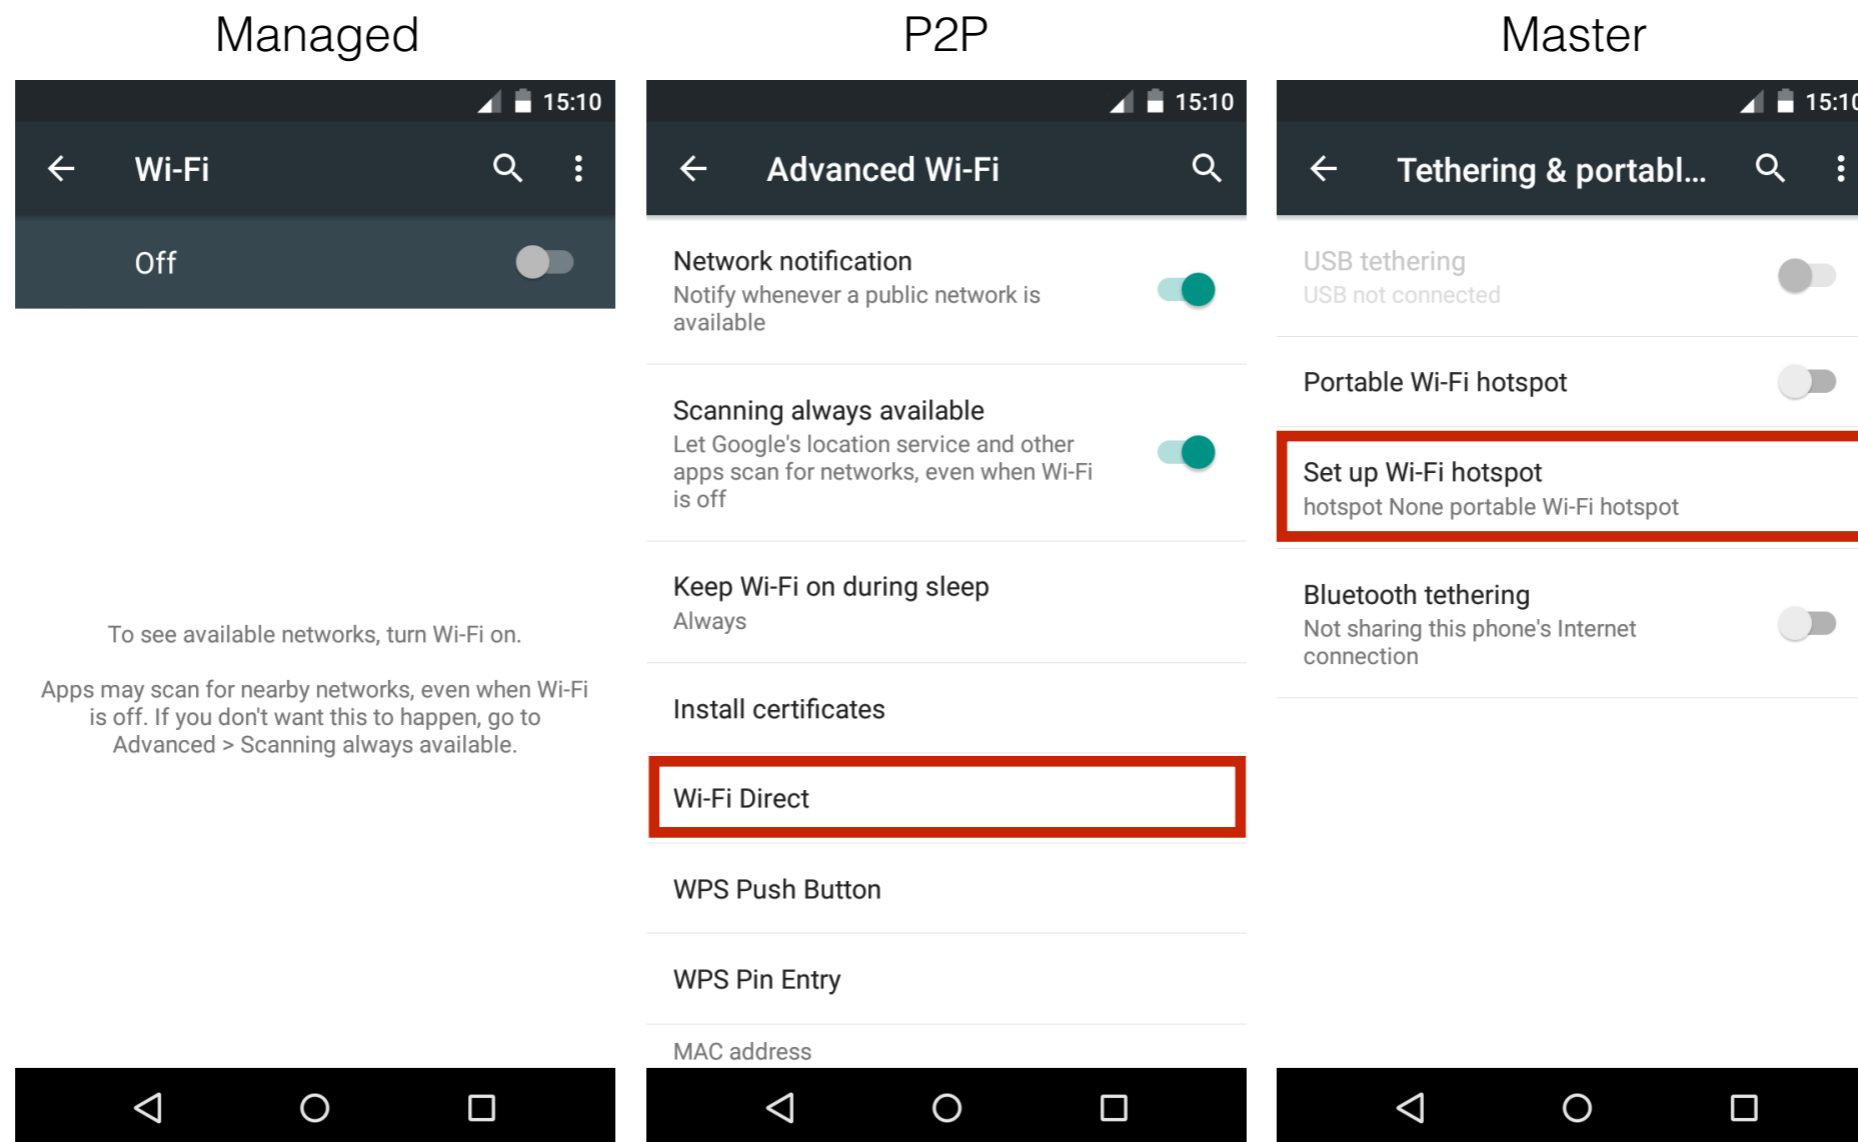 Managed
15:10
Wi-Fi
Off
To see available networks, turn Wi-Fi on.
Apps may scan for nearby networks, even when Wi-Fi
is off. If you don't want this to happen, go to
Advanced > Scanning always available.
P2P
15:10
Advanced Wi-Fi
Network notification
Notify whenever a public network is
available
Scanning always available
Let Google's location service and other
apps scan for networks, even when Wi-Fi
is off
Keep Wi-Fi on during sleep
Always
Install certificates
Wi-Fi Direct
WPS Push Button
WPS Pin Entry
MAC address
Master
15:10
Tethering & portabl...
USB tethering
USB not connected
Portable Wi-Fi hotspot
Set up Wi-Fi hotspot
hotspot None portable Wi-Fi hotspot
Bluetooth tethering
Not sharing this phone's Internet
connection